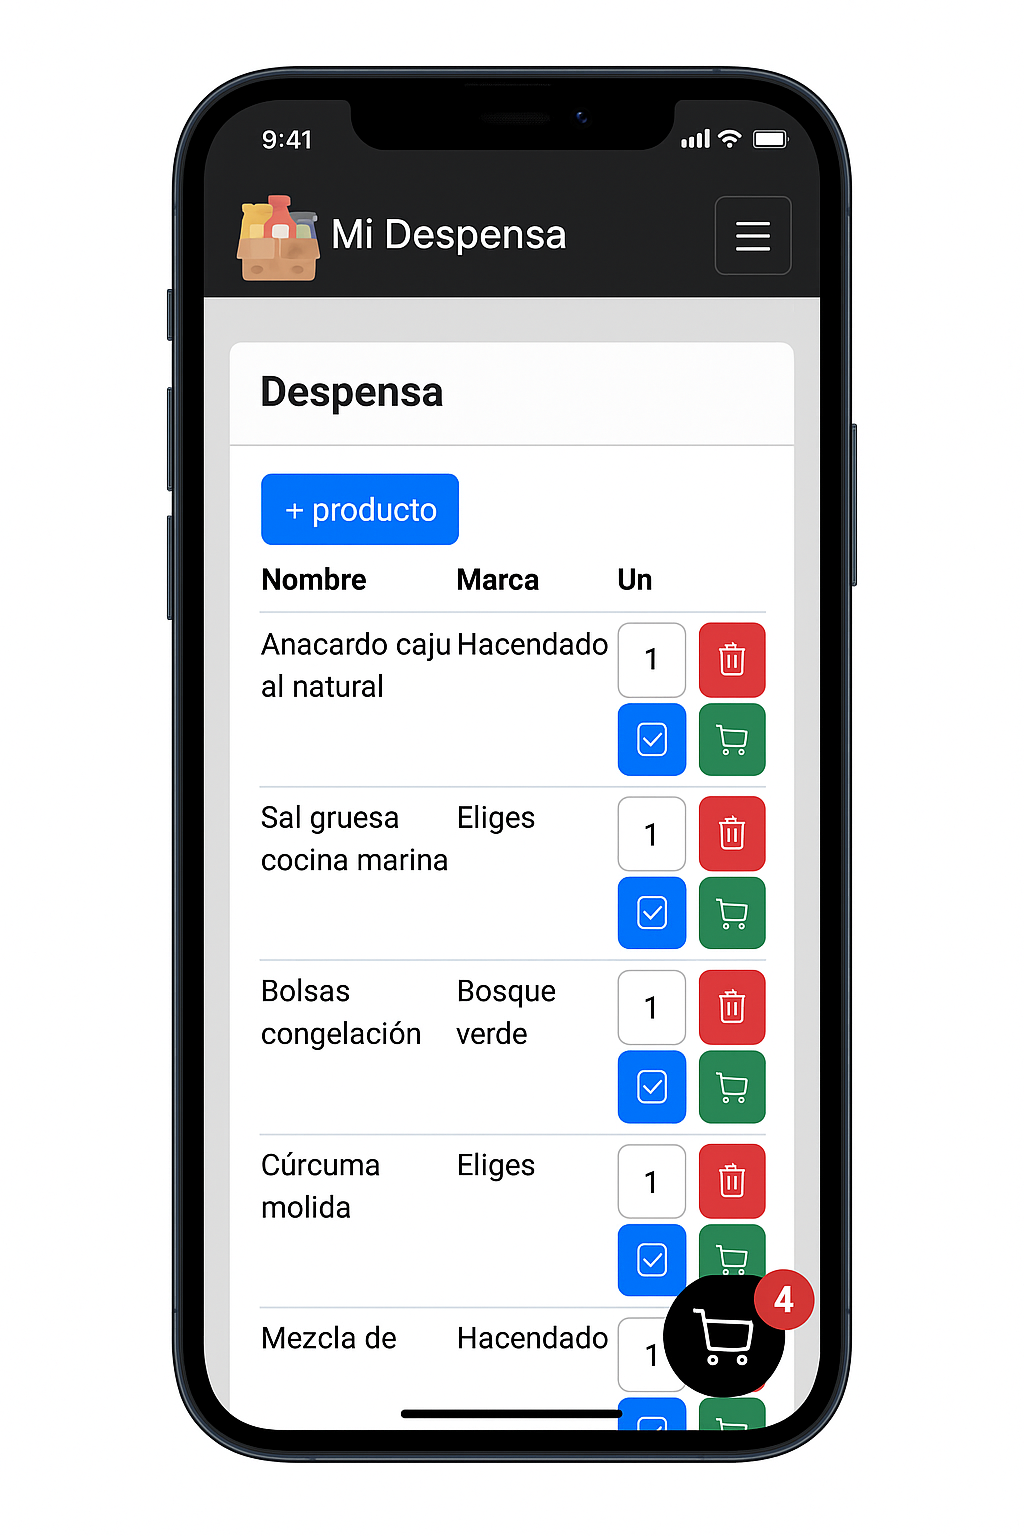 9:41
Mi Despensa
Despensa
+ producto
Nombre Marca Un
Anacardo caju Hacendado 1
al natural
Sal gruesa Eliges 1
cocina marina
Bolsas Bosque 1
congelación verde
Cúrcuma Eliges 1
molida
4
Mezcla de Hacendado 1